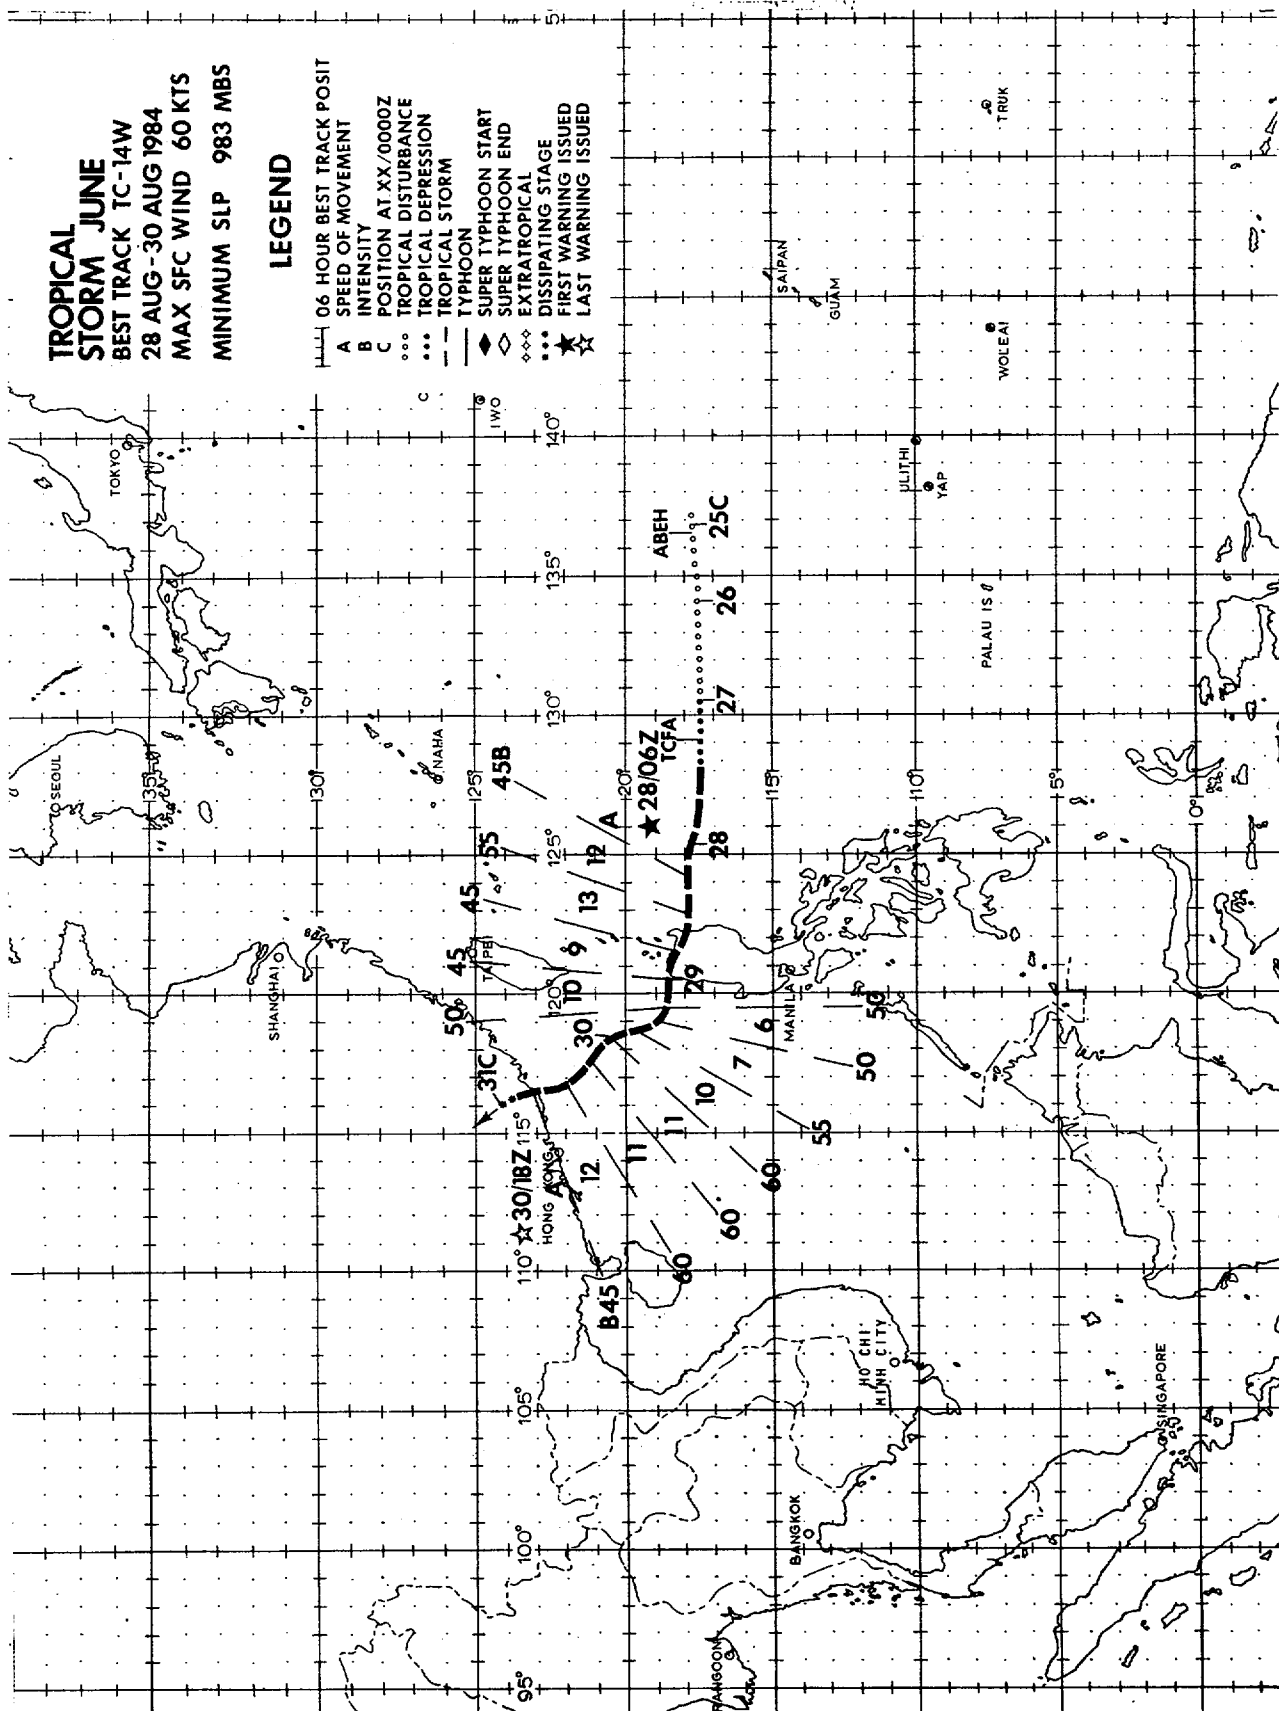 TROPICAL
STORM JUNE
BEST TRACK TC-14W
28 AUG-30 AUG 1984
MAX SFC WIND 60 KTS
MINIMUM SLP 983 MBS
LEGEND
06 HOUR BEST TRACK POSIT
A SPEED OF MOVEMENT
B INTENSITY
C POSITION AT XX/0000Z
TROPICAL DISTURBANCE
TROPICAL DEPRESSION
TROPICAL STORM
TYPHOON
SUPER TYPHOON START
SUPER TYPHOON END
EXTRATROPICAL
DISSIPATING STAGE
FIRST WARNING ISSUED
LAST WARNING ISSUED
TOKYO
SEOUL
35°
30°
NAHA
C
IWO
SHANGHAI
25°
TAIPEI
45
45
55
45B
50
31C
140°
135°
130°
125°
120°
115°
110°
105°
100°
95°
★28/06Z
TCFA
ABEH
25C
26
27
28
29
30
A
12
13
9
10
6
7
10
11
11
12
A
☆30/18Z
HONG KONG
B45
60
60
60
55
50
50
20°
15°
10°
5°
0°
MANILA
SAIPAN
GUAM
TRUK
WOLEAI
ULITHI
YAP
PALAU IS
HO CHI
MINH CITY
BANGKOK
RANGOON
SINGAPORE